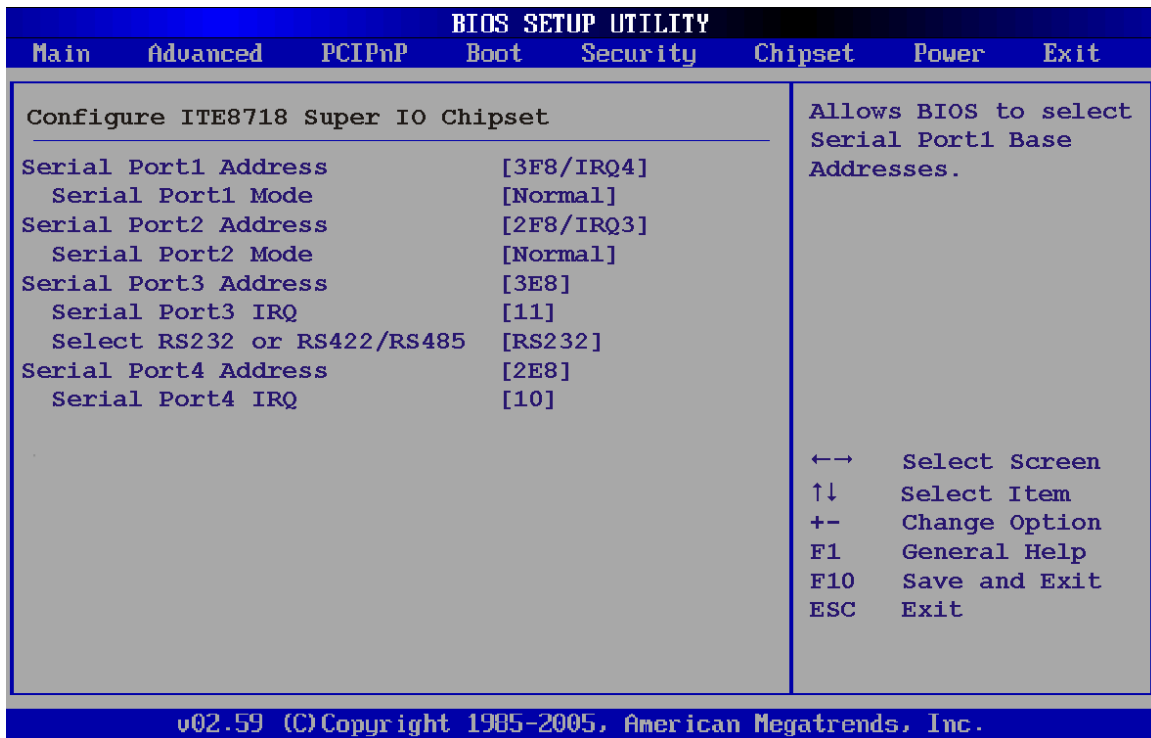 BIOS SETUP UTILITY
Main Advanced PCIPnP Boot Security Chipset Power Exit
Configure ITE8718 Super IO Chipset
Serial Port1 Address [3F8/IRQ4]
Serial Port1 Mode [Normal]
Serial Port2 Address [2F8/IRQ3]
Serial Port2 Mode [Normal]
Serial Port3 Address [3E8]
Serial Port3 IRQ [11]
Select RS232 or RS422/RS485 [RS232]
Serial Port4 Address [2E8]
Serial Port4 IRQ [10]
Allows BIOS to select
Serial Port1 Base
Addresses.
←→ Select Screen
↑↓ Select Item
+- Change Option
F1 General Help
F10 Save and Exit
ESC Exit
v02.59 (C)Copyright 1985-2005, American Megatrends, Inc.